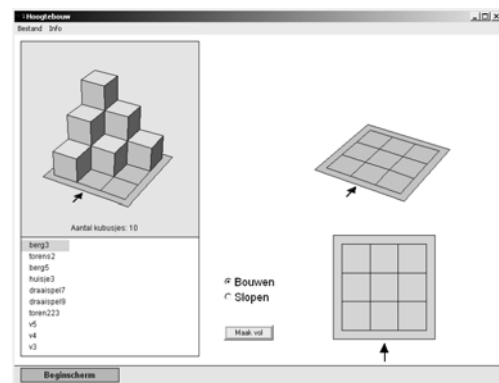 Hoogtebouw
Bestand Info
Aantal kubusjes: 10
berg3
torens2
berg5
huisje3
draaispel7
draaispel9
toren223
v5
v4
v3
Bouwen
Slopen
Maak vol
Beginscherm